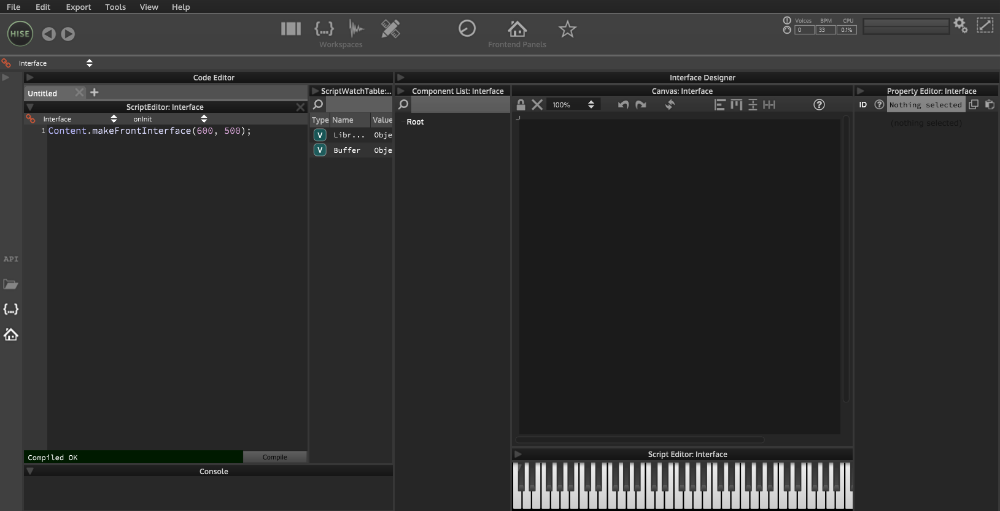 File Edit Export Tools View Help
HISE
Workspaces
Frontend Panels
Voices BPM CPU
0 33 0.1%
Interface
Code Editor
Interface Designer
Untitled
ScriptEditor: Interface
Interface onInit
1 Content.makeFrontInterface(600, 500);
Compiled OK
Compile
Console
ScriptWatchTable:...
Type Name Value
V Libr... Obje
V Buffer Obje
Component List: Interface
Root
Canvas: Interface
100%
Script Editor: Interface
Property Editor: Interface
ID Nothing selected
(nothing selected)
API
{...}